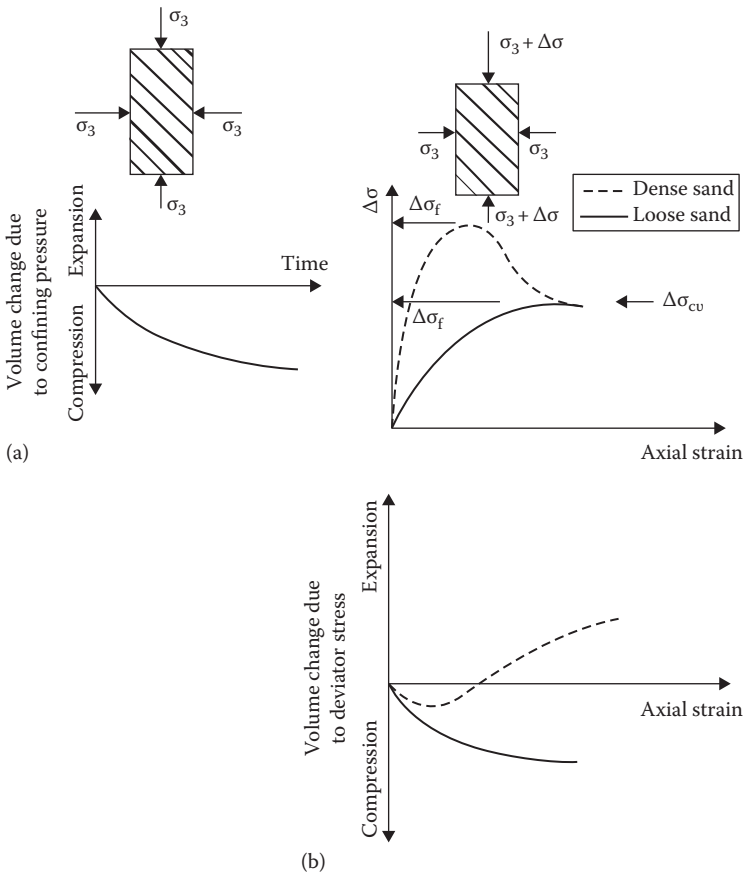 σ3
σ3
σ3
σ3
Volume change due
to confining pressure
Expansion
Compression
Time
(a)
σ3 + Δσ
σ3
σ3
σ3 + Δσ
Dense sand
Loose sand
Δσ
Δσf
Δσf
Δσcv
Axial strain
Volume change due
to deviator stress
Expansion
Compression
Axial strain
(b)